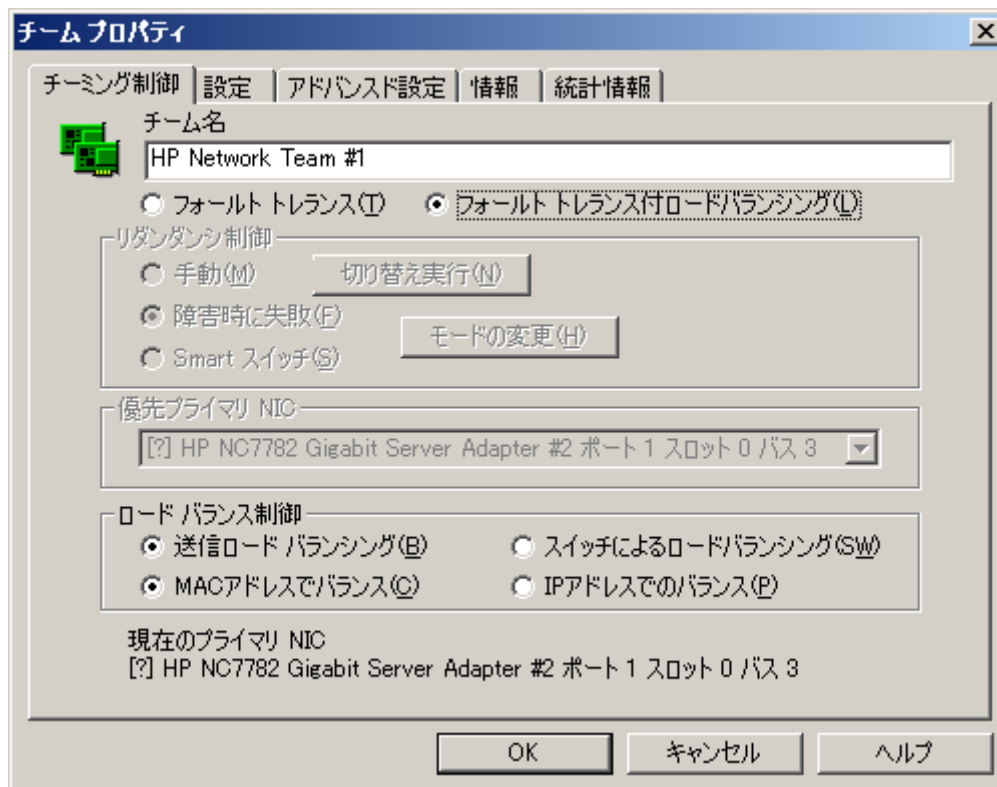 チーム プロパティ
チーミング制御 設定 アドバンスド設定 情報 統計情報
チーム名
HP Network Team #1
フォールト トレランス(T) フォールト トレランス付ロードバランシング(L)
リダンダンシ制御
手動(M) 切り替え実行(N)
障害時に失敗(F)
モードの変更(H)
Smart スイッチ(S)
優先プライマリ NIC
[?] HP NC7782 Gigabit Server Adapter #2 ポート 1 スロット 0 バス 3
ロード バランス制御
送信ロード バランシング(B) スイッチによるロードバランシング(SW)
MACアドレスでバランス(C) IPアドレスでのバランス(P)
現在のプライマリ NIC
[?] HP NC7782 Gigabit Server Adapter #2 ポート 1 スロット 0 バス 3
OK キャンセル ヘルプ